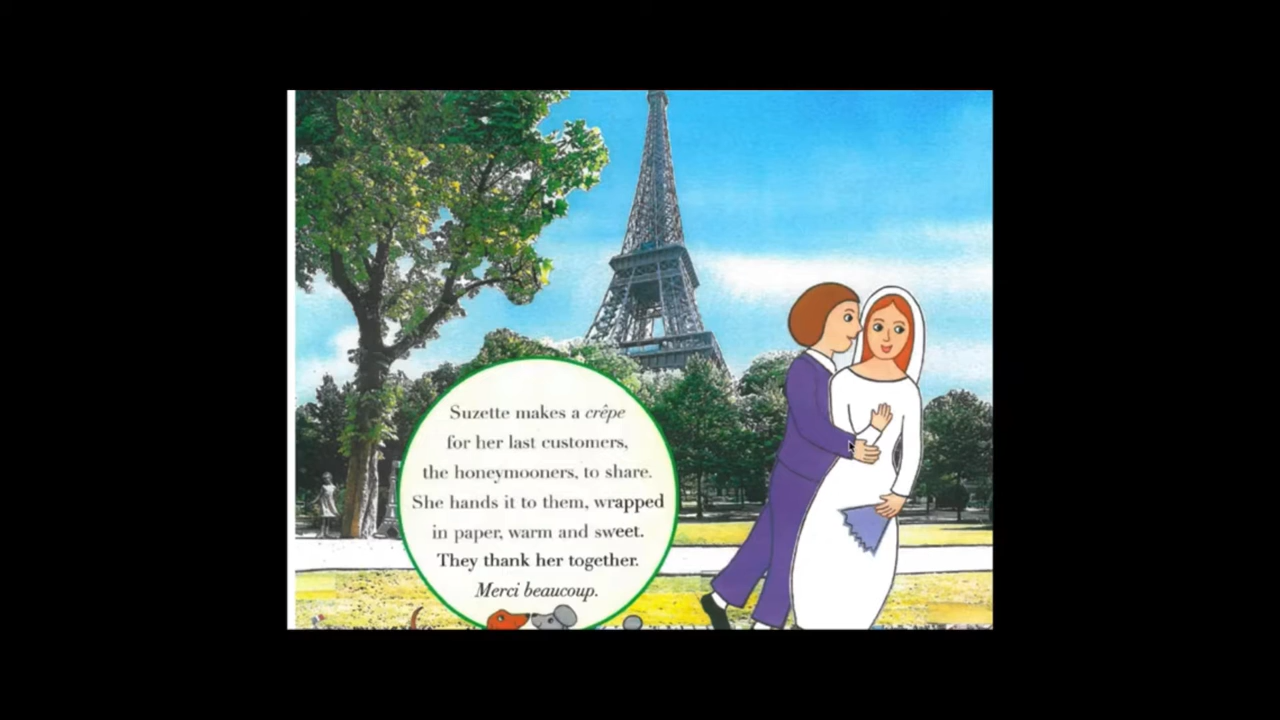 Suzette makes a crêpe
for her last customers,
the honeymooners, to share.
She hands it to them, wrapped
in paper, warm and sweet.
They thank her together.
Merci beaucoup.